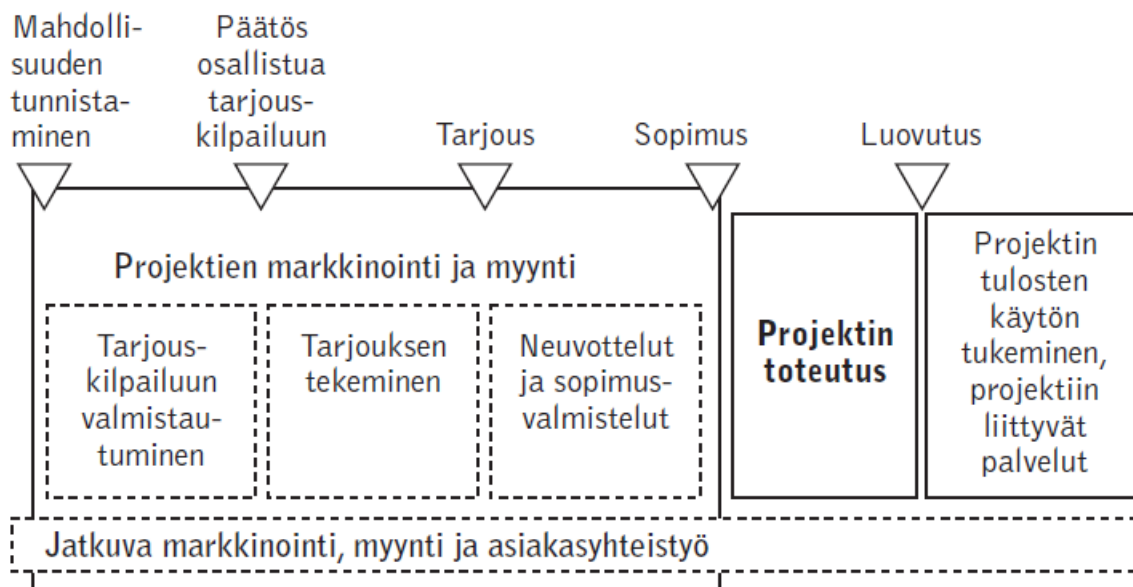 Mahdolli-
suuden
tunnista-
minen
Päätös
osallistua
tarjous-
kilpailuun
Tarjous
Sopimus
Luovutus
Projektien markkinointi ja myynti
Tarjous-
kilpailuun
valmistau-
tuminen
Tarjouksen
tekeminen
Neuvottelut
ja sopimus-
valmistelut
Projektin
toteutus
Projektin
tulosten
käytön
tukeminen,
projektiin
liittyvät
palvelut
Jatkuva markkinointi, myynti ja asiakasyhteistyö